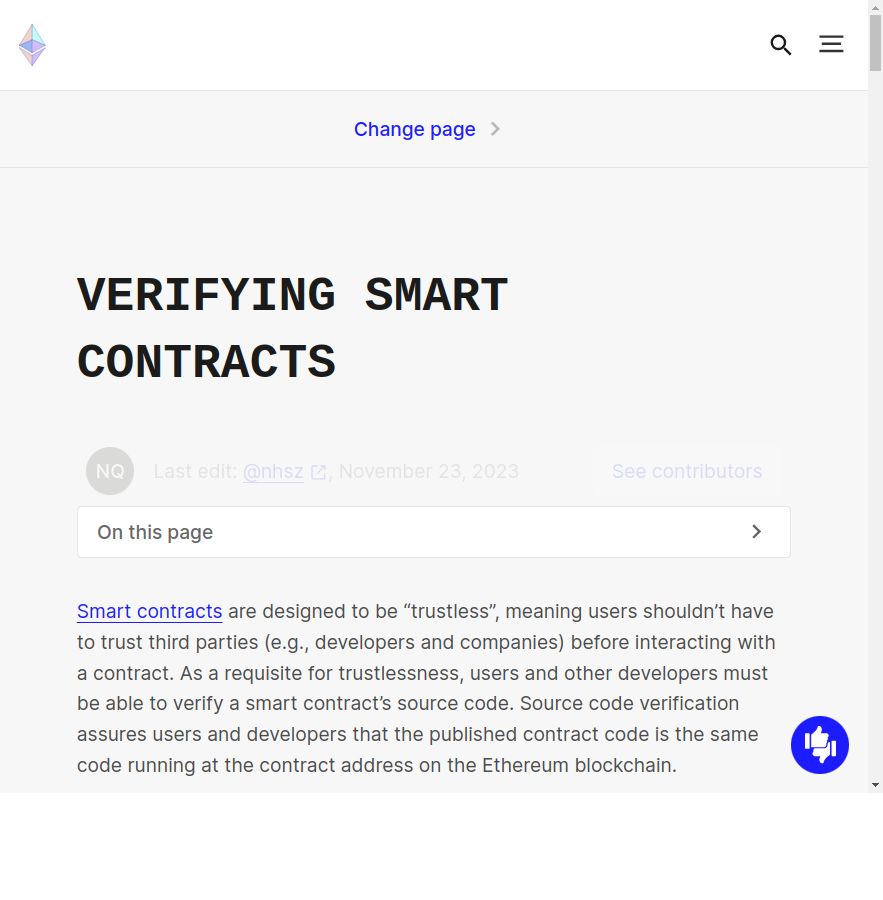 Change page
VERIFYING SMART
CONTRACTS
NQ Last edit: @nhsz, November 23, 2023 See contributors
On this page
Smart contracts are designed to be “trustless”, meaning users shouldn’t have
to trust third parties (e.g., developers and companies) before interacting with
a contract. As a requisite for trustlessness, users and other developers must
be able to verify a smart contract’s source code. Source code verification
assures users and developers that the published contract code is the same
code running at the contract address on the Ethereum blockchain.